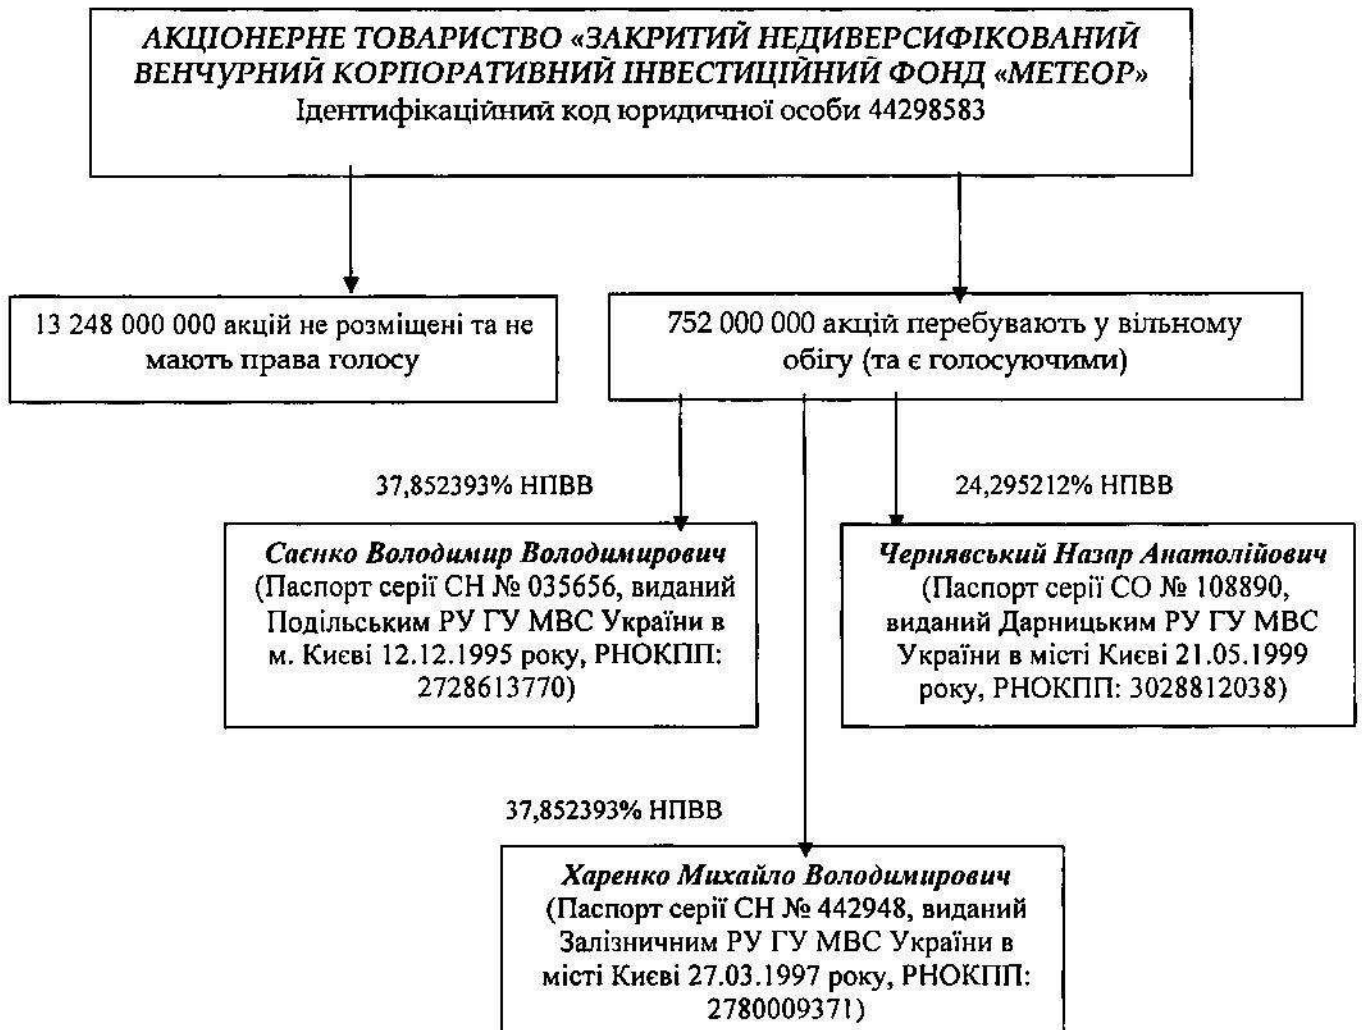 АКЦІОНЕРНЕ ТОВАРИСТВО «ЗАКРИТИЙ НЕДИВЕРСИФІКОВАНИЙ
ВЕНЧУРНИЙ КОРПОРАТИВНИЙ ІНВЕСТИЦІЙНИЙ ФОНД «МЕТЕОР»
Ідентифікаційний код юридичної особи 44298583
13 248 000 000 акцій не розміщені та не
мають права голосу
752 000 000 акцій перебувають у вільному
обігу (та є голосуючими)
37,852393% НПВВ
24,295212% НПВВ
Саєнко Володимир Володимирович
(Паспорт серії СН № 035656, виданий
Подільським РУ ГУ МВС України в
м. Києві 12.12.1995 року, РНОКПП:
2728613770)
Чернявський Назар Анатолійович
(Паспорт серії СО № 108890,
виданий Дарницьким РУ ГУ МВС
України в місті Києві 21.05.1999
року, РНОКПП: 3028812038)
37,852393% НПВВ
Харенко Михайло Володимирович
(Паспорт серії СН № 442948, виданий
Залізничним РУ ГУ МВС України в
місті Києві 27.03.1997 року, РНОКПП:
2780009371)